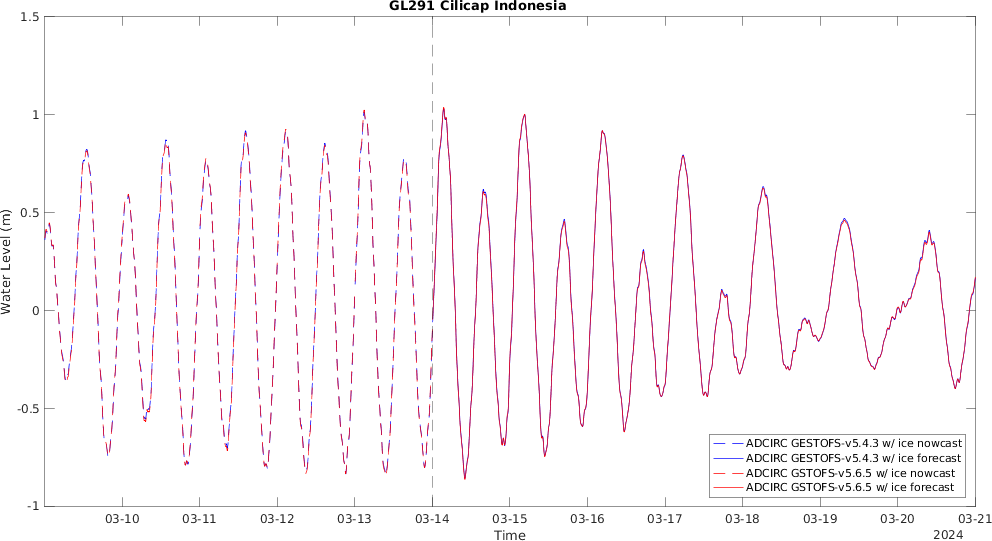 GL291 Cilicap Indonesia
1.5
1
0.5
0
-0.5
-1
Water Level (m)
ADCIRC GESTOFS-v5.4.3 w/ ice nowcast
ADCIRC GESTOFS-v5.4.3 w/ ice forecast
ADCIRC GSTOFS-v5.6.5 w/ ice nowcast
ADCIRC GSTOFS-v5.6.5 w/ ice forecast
03-10 03-11 03-12 03-13 03-14 03-15 03-16 03-17 03-18 03-19 03-20 03-21
Time
2024